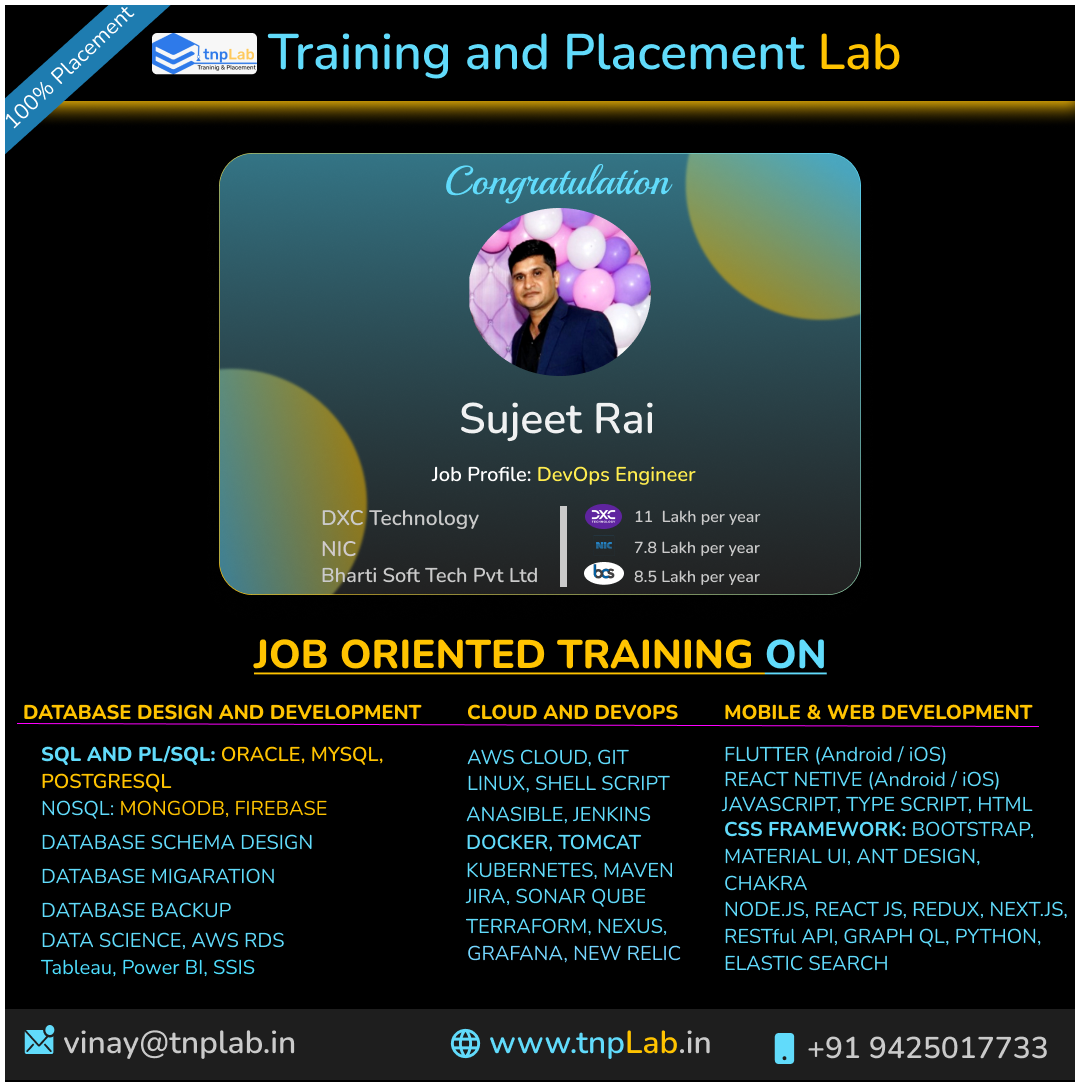 100% Placement
tnpLab
Traninig & Placement
Training and Placement Lab
Congratulation
Sujeet Rai
Job Profile: DevOps Engineer
DXC Technology
DXC
TECHNOLOGY
11 Lakh per year
NIC
NIC
7.8 Lakh per year
Bharti Soft Tech Pvt Ltd
bcs
8.5 Lakh per year
JOB ORIENTED TRAINING ON
DATABASE DESIGN AND DEVELOPMENT
SQL AND PL/SQL: ORACLE, MYSQL,
POSTGRESQL
NOSQL: MONGODB, FIREBASE
DATABASE SCHEMA DESIGN
DATABASE MIGARATION
DATABASE BACKUP
DATA SCIENCE, AWS RDS
Tableau, Power BI, SSIS
CLOUD AND DEVOPS
AWS CLOUD, GIT
LINUX, SHELL SCRIPT
ANASIBLE, JENKINS
DOCKER, TOMCAT
KUBERNETES, MAVEN
JIRA, SONAR QUBE
TERRAFORM, NEXUS,
GRAFANA, NEW RELIC
MOBILE & WEB DEVELOPMENT
FLUTTER (Android / iOS)
REACT NETIVE (Android / iOS)
JAVASCRIPT, TYPE SCRIPT, HTML
CSS FRAMEWORK: BOOTSTRAP,
MATERIAL UI, ANT DESIGN,
CHAKRA
NODE.JS, REACT JS, REDUX, NEXT.JS,
RESTful API, GRAPH QL, PYTHON,
ELASTIC SEARCH
vinay@tnplab.in
www.tnpLab.in
+91 9425017733